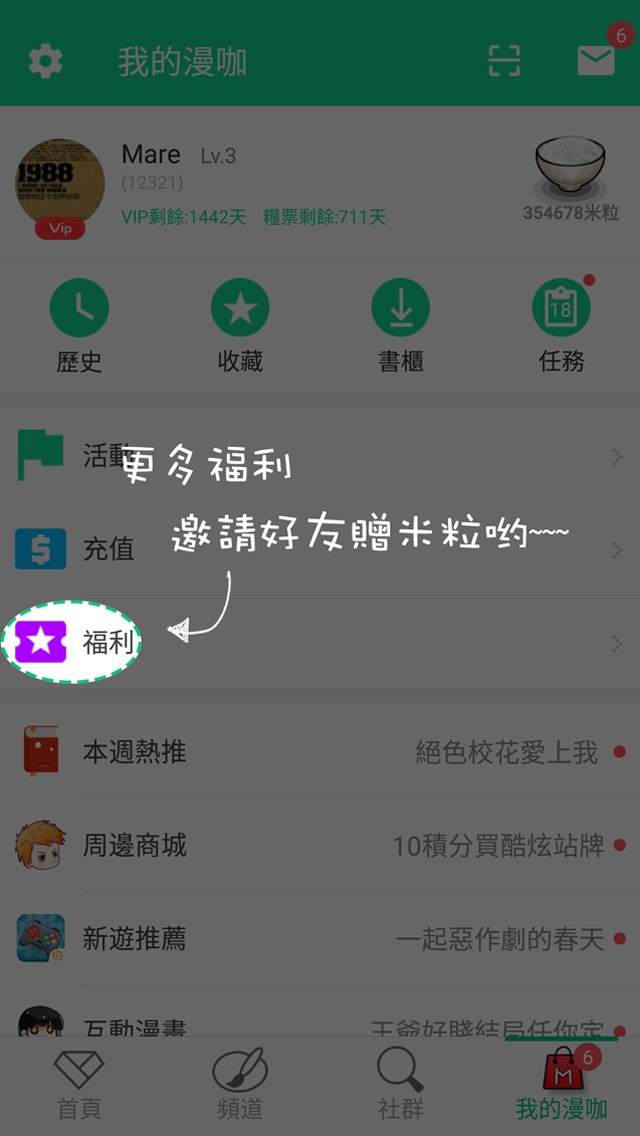 我的漫咖
6
Mare Lv.3
(12321)
VIP剩餘:1442天 糧票剩餘:711天
354678米粒
1988
Vip
歷史
收藏
書櫃
18
任務
活動
更多福利
充值
邀請好友贈米粒喲~~~
福利
本週熱推
絕色校花愛上我
周邊商城
10積分買酷炫站牌
新遊推薦
一起惡作劇的春天
互動漫畫
王爺好賤結局任你定
首頁
頻道
社群
M
6
我的漫咖